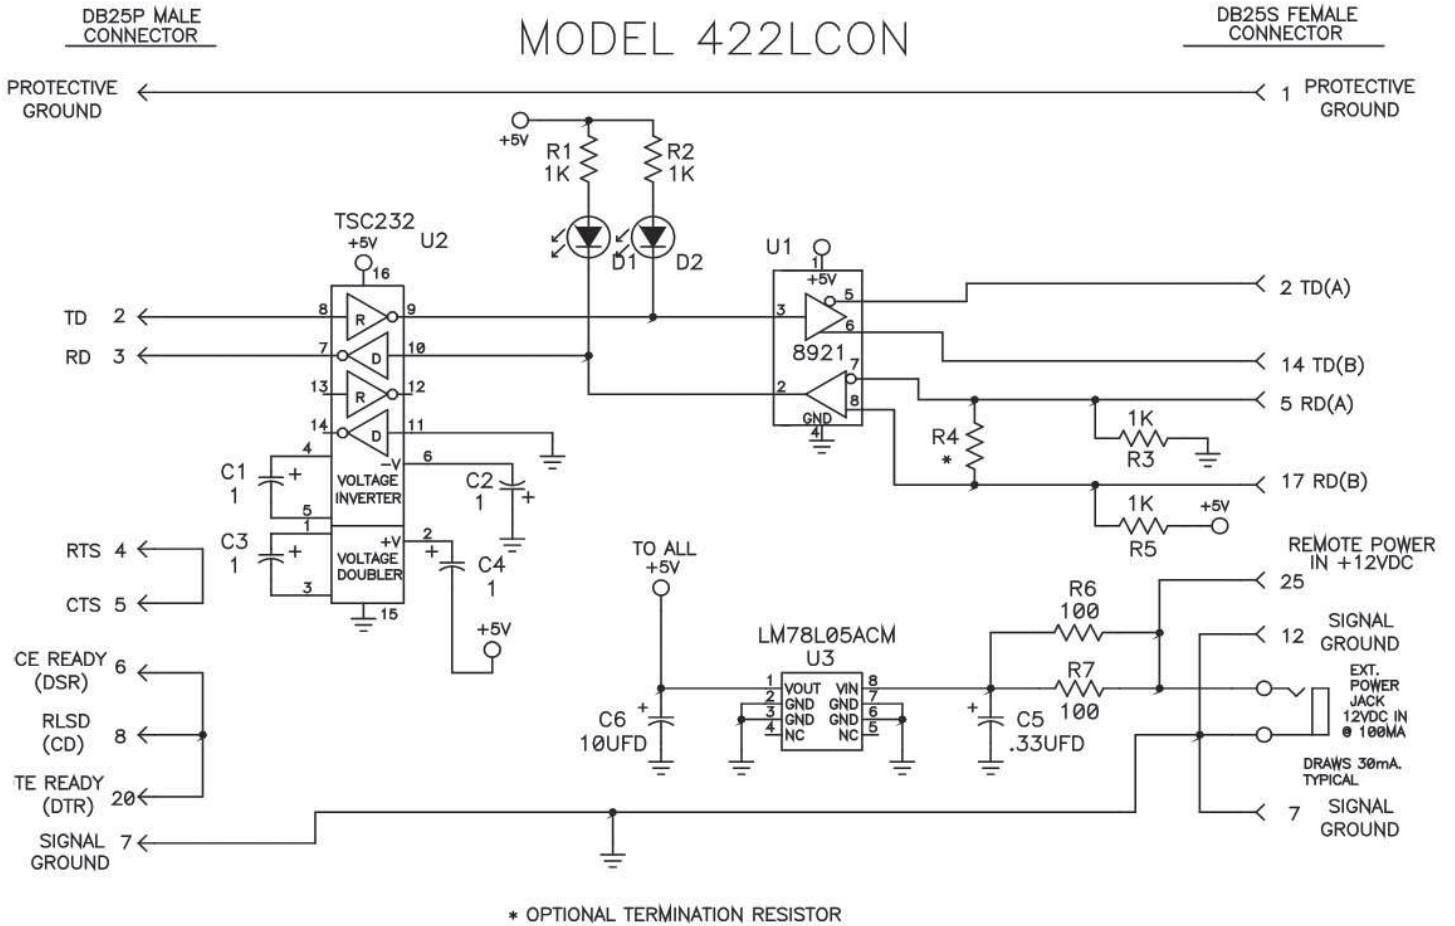 DB25P MALE
CONNECTOR
MODEL 422LCON
DB25S FEMALE
CONNECTOR
PROTECTIVE
GROUND
1 PROTECTIVE
GROUND
+5V
R1
1K
R2
1K
D1
D2
TSC232
+5V
U2
16
TD 2
8
R
9
RD 3
7
D
10
13
R
12
14
D
11
4
C1
1
+
5
-V
6
VOLTAGE
INVERTER
C2
1
+
1
C3
1
+
3
+V
2
VOLTAGE
DOUBLER
+
C4
1
15
+5V
U1
1
+5V
3
5
6
8921
7
2
8
GND
4
2 TD(A)
14 TD(B)
5 RD(A)
R4
*
1K
R3
17 RD(B)
1K
R5
+5V
RTS 4
CTS 5
CE READY 6
(DSR)
RLSD
(CD) 8
TE READY
(DTR) 20
SIGNAL 7
GROUND
TO ALL
+5V
+
C6
10UFD
LM78L05ACM
U3
1 VOUT VIN 8
2 GND GND 7
3 GND GND 6
4 NC NC 5
+
C5
.33UFD
R6
100
R7
100
REMOTE POWER
IN +12VDC
25
12 SIGNAL
GROUND
EXT.
POWER
JACK
12VDC IN
@ 100MA
DRAWS 30mA.
TYPICAL
7 SIGNAL
GROUND
* OPTIONAL TERMINATION RESISTOR